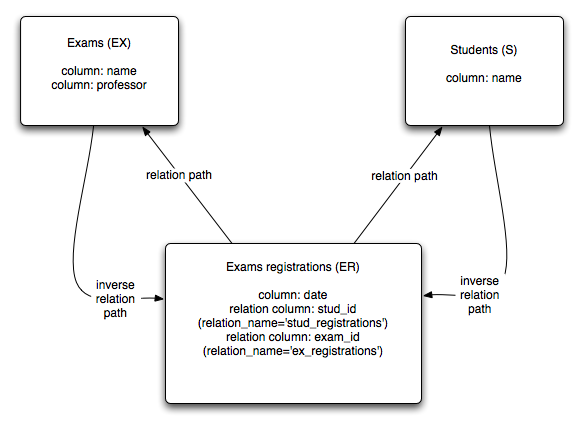 Exams (EX)
column: name
column: professor
Students (S)
column: name
relation path
relation path
Exams registrations (ER)
column: date
relation column: stud_id
(relation_name='stud_registrations')
relation column: exam_id
(relation_name='ex_registrations')
inverse
relation
path
inverse
relation
path